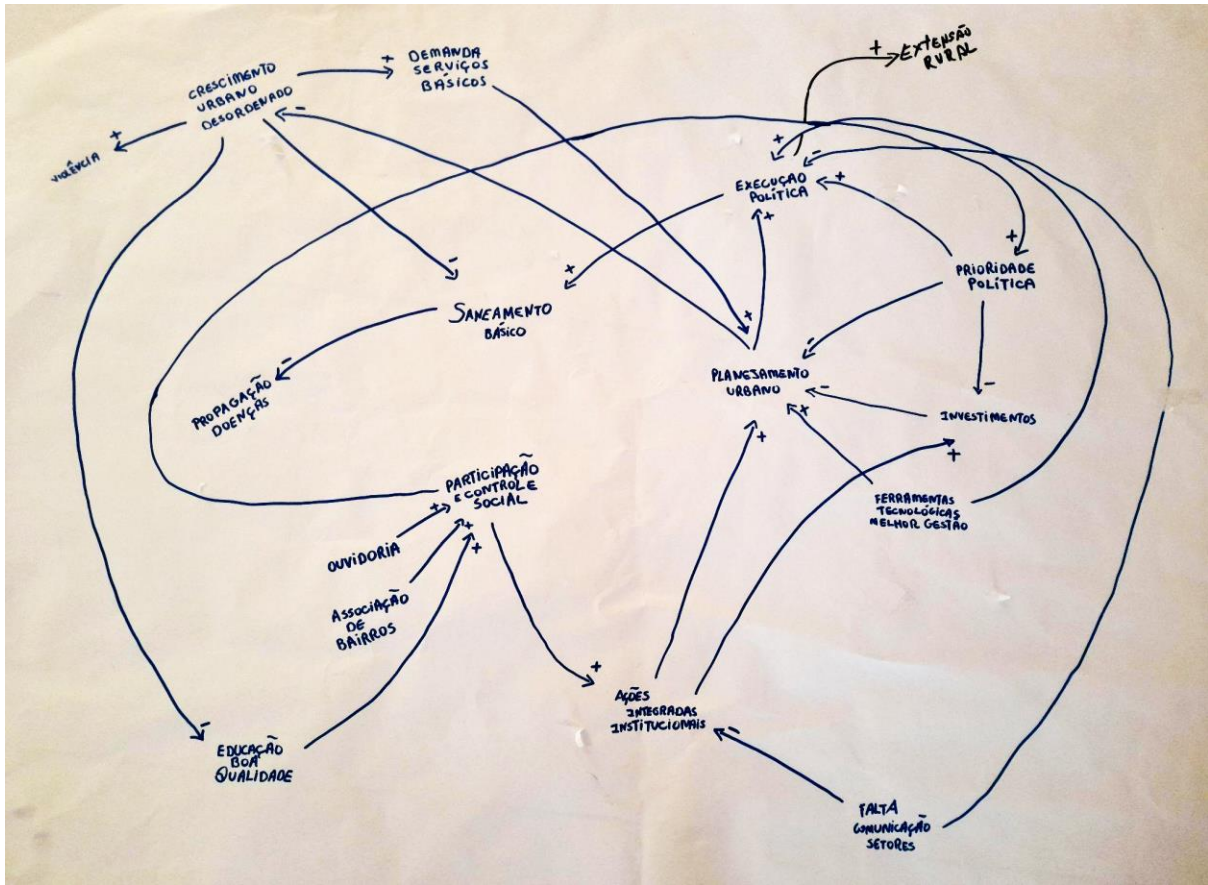 EXTENSÃO
RURAL
DEMANDA
SERVIÇOS
BÁSICOS
CRESCIMENTO
URBANO
DESORDENADO
VIOLÊNCIA
EXECUÇÃO
POLÍTICA
PRIORIDADE
POLÍTICA
SANEAMENTO
BÁSICO
PROPAGAÇÃO
DOENÇAS
PLANEJAMENTO
URBANO
INVESTIMENTOS
PARTICIPAÇÃO
E CONTROLE
SOCIAL
FERRAMENTAS
TECNOLÓGICAS
MELHOR GESTÃO
OUVIDORIA
ASSOCIAÇÃO
DE
BAIRROS
AÇÕES
INTEGRADAS
INSTITUCIONAIS
EDUCAÇÃO
BOA
QUALIDADE
FALTA
COMUNICAÇÃO
SETORES